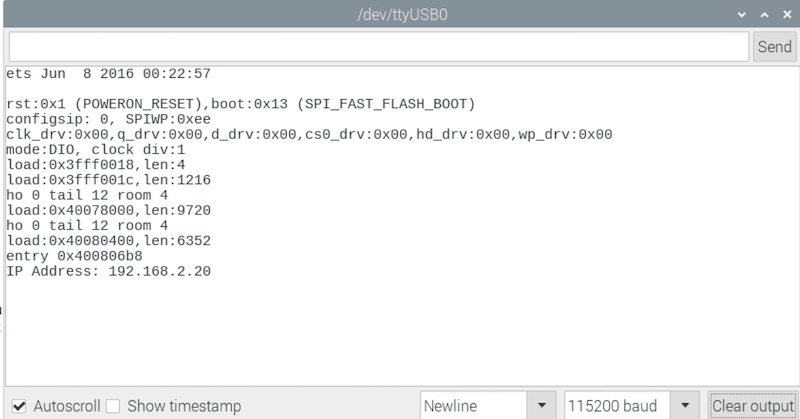 /dev/ttyUSB0
Send
ets Jun  8 2016 00:22:57
rst:0x1 (POWERON_RESET),boot:0x13 (SPI_FAST_FLASH_BOOT)
configsip: 0, SPIWP:0xee
clk_drv:0x00,q_drv:0x00,d_drv:0x00,cs0_drv:0x00,hd_drv:0x00,wp_drv:0x00
mode:DIO, clock div:1
load:0x3fff0018,len:4
load:0x3fff001c,len:1216
ho 0 tail 12 room 4
load:0x40078000,len:9720
ho 0 tail 12 room 4
load:0x40080400,len:6352
entry 0x400806b8
IP Address: 192.168.2.20
Autoscroll Show timestamp Newline 115200 baud Clear output